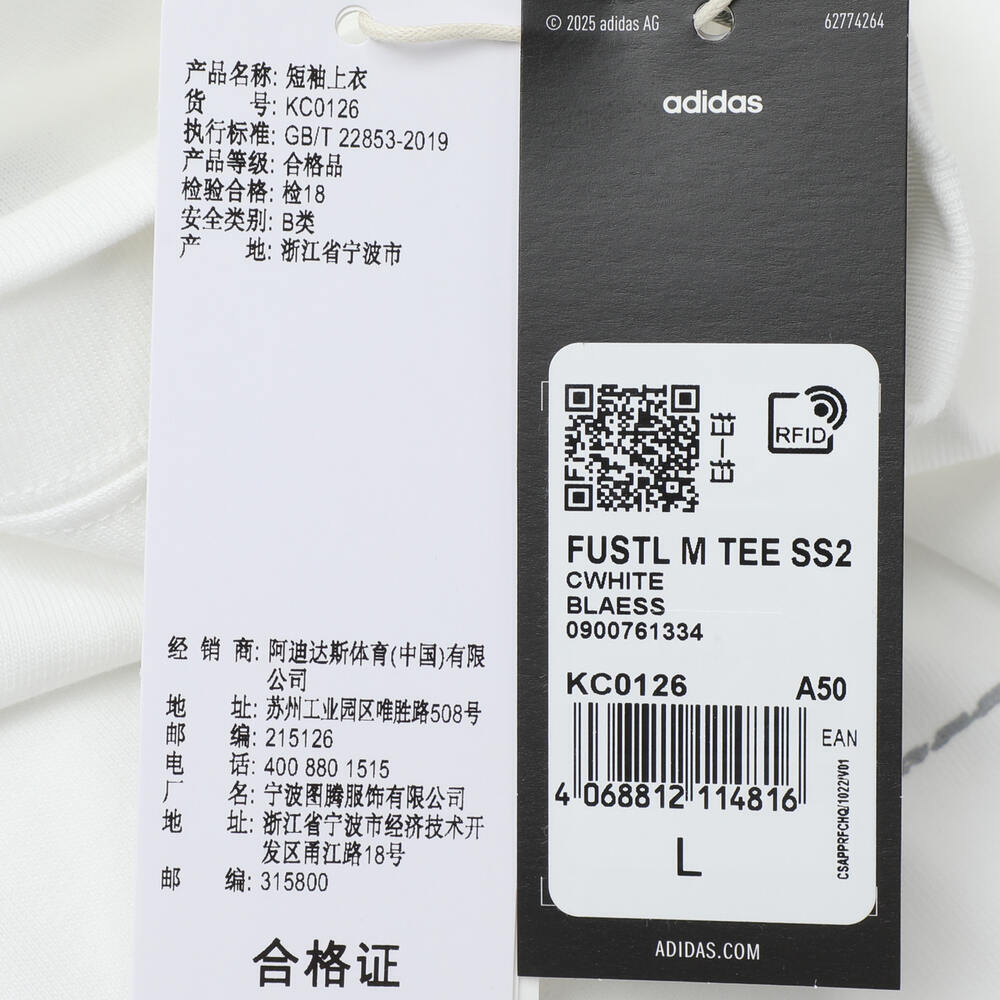 产品名称: 短袖上衣
货 号: KC0126
执行标准: GB/T 22853-2019
产品等级: 合格品
检验合格: 检18
安全类别: B类
产 地: 浙江省宁波市
经 销 商: 阿迪达斯体育(中国)有限
公司
地 址: 苏州工业园区唯胜路508号
邮 编: 215126
电 话: 400 880 1515
厂 名: 宁波图腾服饰有限公司
地 址: 浙江省宁波市经济技术开
发区甬江路18号
邮 编: 315800
合格证
© 2025 adidas AG 62774264
adidas
扫一扫
RFID
FUSTL M TEE SS2
CWHITE
BLAESS
0900761334
KC0126 A50
EAN
4 068812 114816
CSAPPRFCHQ/1022/V01
L
ADIDAS.COM